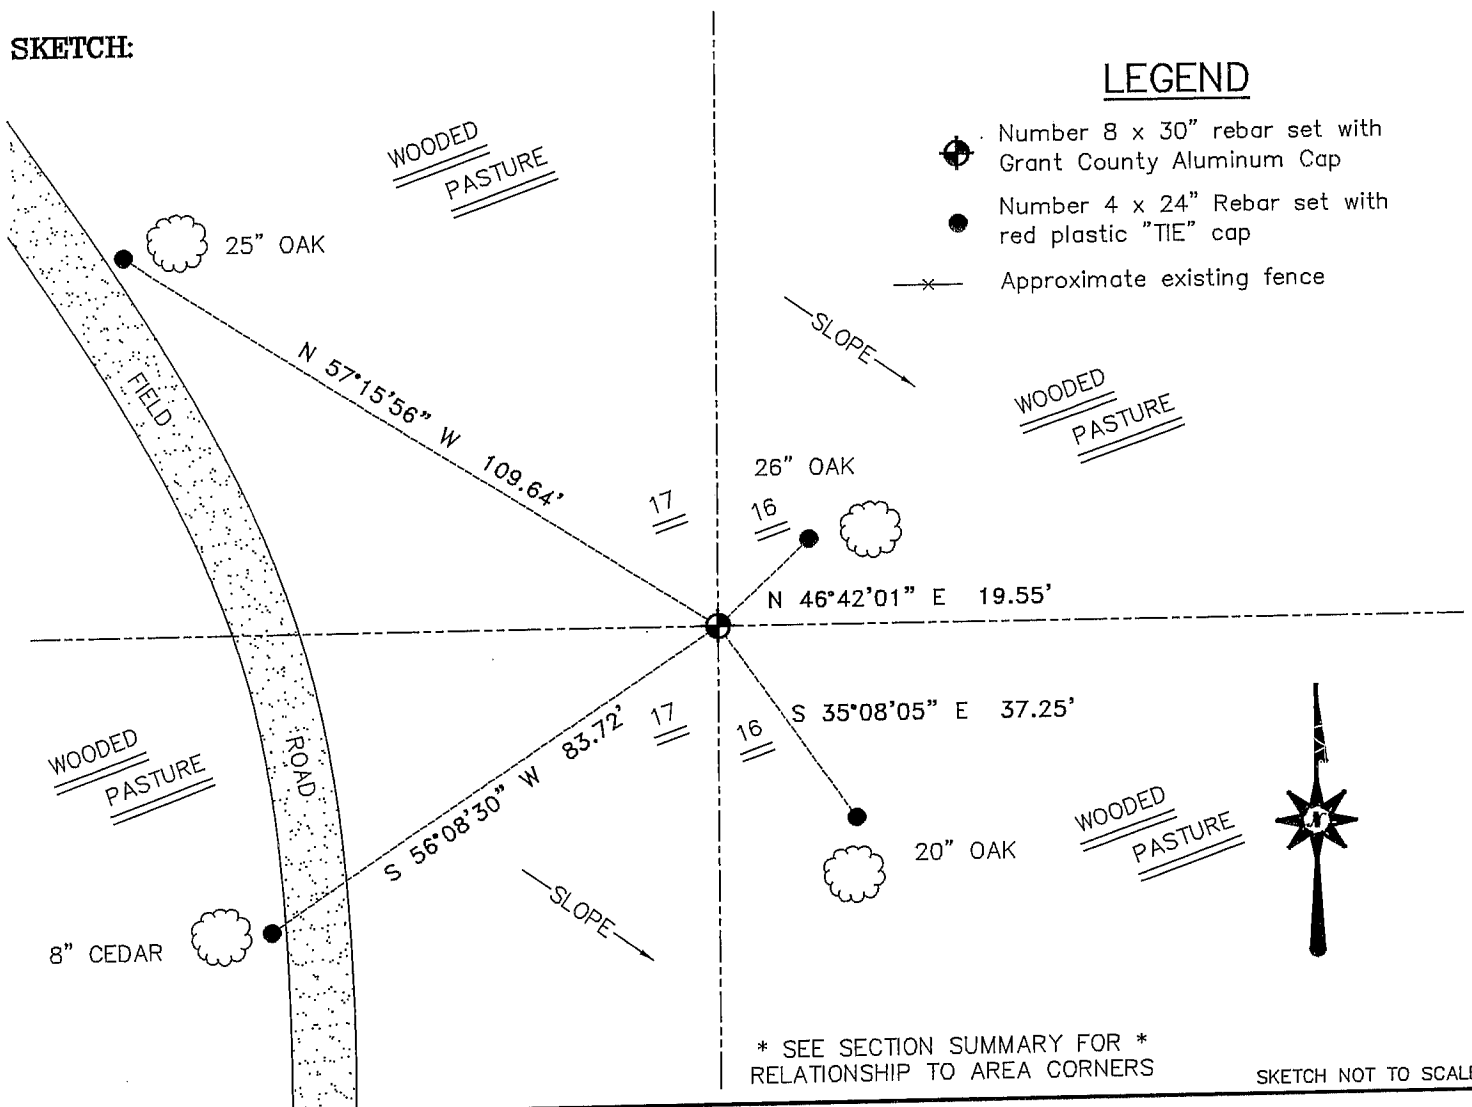 SKETCH:
LEGEND
Number 8 x 30" rebar set with
Grant County Aluminum Cap
Number 4 x 24" Rebar set with
red plastic "TIE" cap
Approximate existing fence
WOODED
PASTURE
25" OAK
SLOPE
FIELD
N 57°15'56" W 109.64'
WOODED
PASTURE
26" OAK
17
16
N 46°42'01" E 19.55'
17
16
S 35°08'05" E 37.25'
S 56°08'30" W 83.72'
WOODED
PASTURE
ROAD
WOODED
PASTURE
N
20" OAK
SLOPE
8" CEDAR
* SEE SECTION SUMMARY FOR *
RELATIONSHIP TO AREA CORNERS
SKETCH NOT TO SCALE